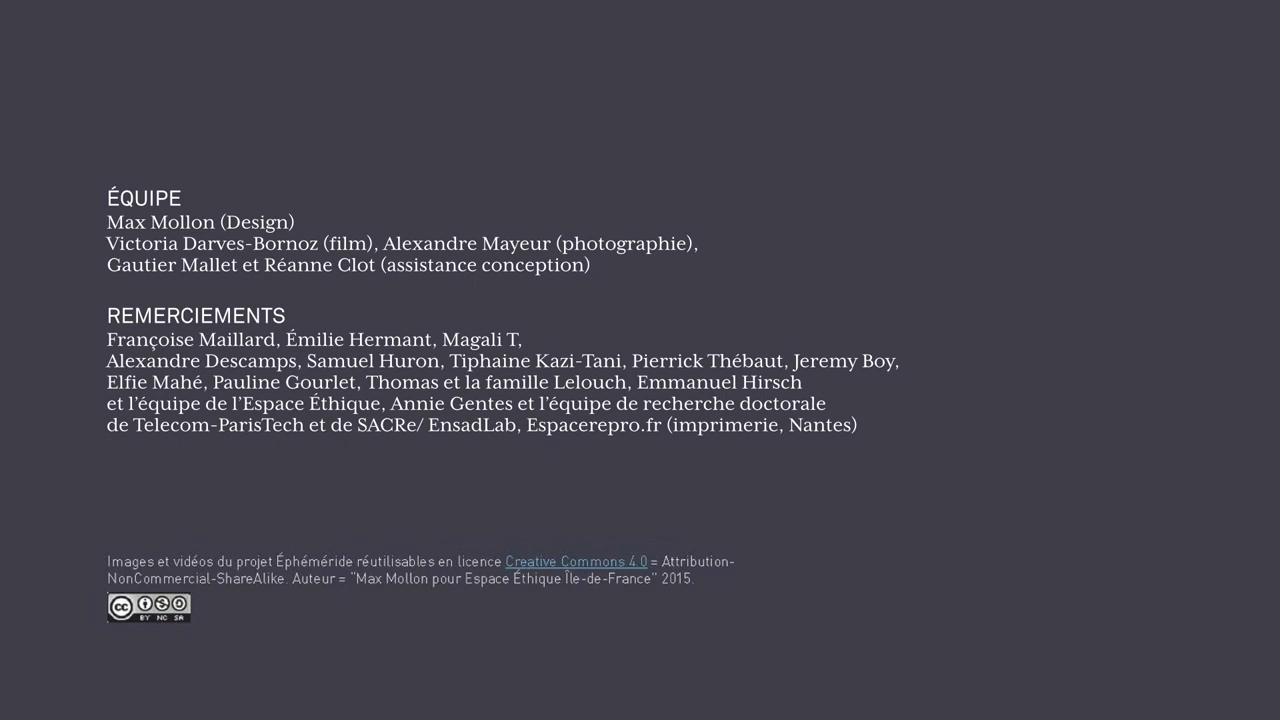 ÉQUIPE
Max Mollon (Design)
Victoria Darves-Bornoz (film), Alexandre Mayeur (photographie),
Gautier Mallet et Réanne Clot (assistance conception)
REMERCIEMENTS
Françoise Maillard, Émilie Hermant, Magali T,
Alexandre Descamps, Samuel Huron, Tiphaine Kazi-Tani, Pierrick Thébaut, Jeremy Boy,
Elfie Mahé, Pauline Gourlet, Thomas et la famille Lelouch, Emmanuel Hirsch
et l'équipe de l'Espace Éthique, Annie Gentes et l'équipe de recherche doctorale
de Telecom-ParisTech et de SACRe/ EnsadLab, Espacerepro.fr (imprimerie, Nantes)
Images et vidéos du projet Éphéméride réutilisables en licence Creative Commons 4.0 = Attribution-
NonCommercial-ShareAlike. Auteur = "Max Mollon pour Espace Éthique Île-de-France" 2015.
cc
BY NC SA